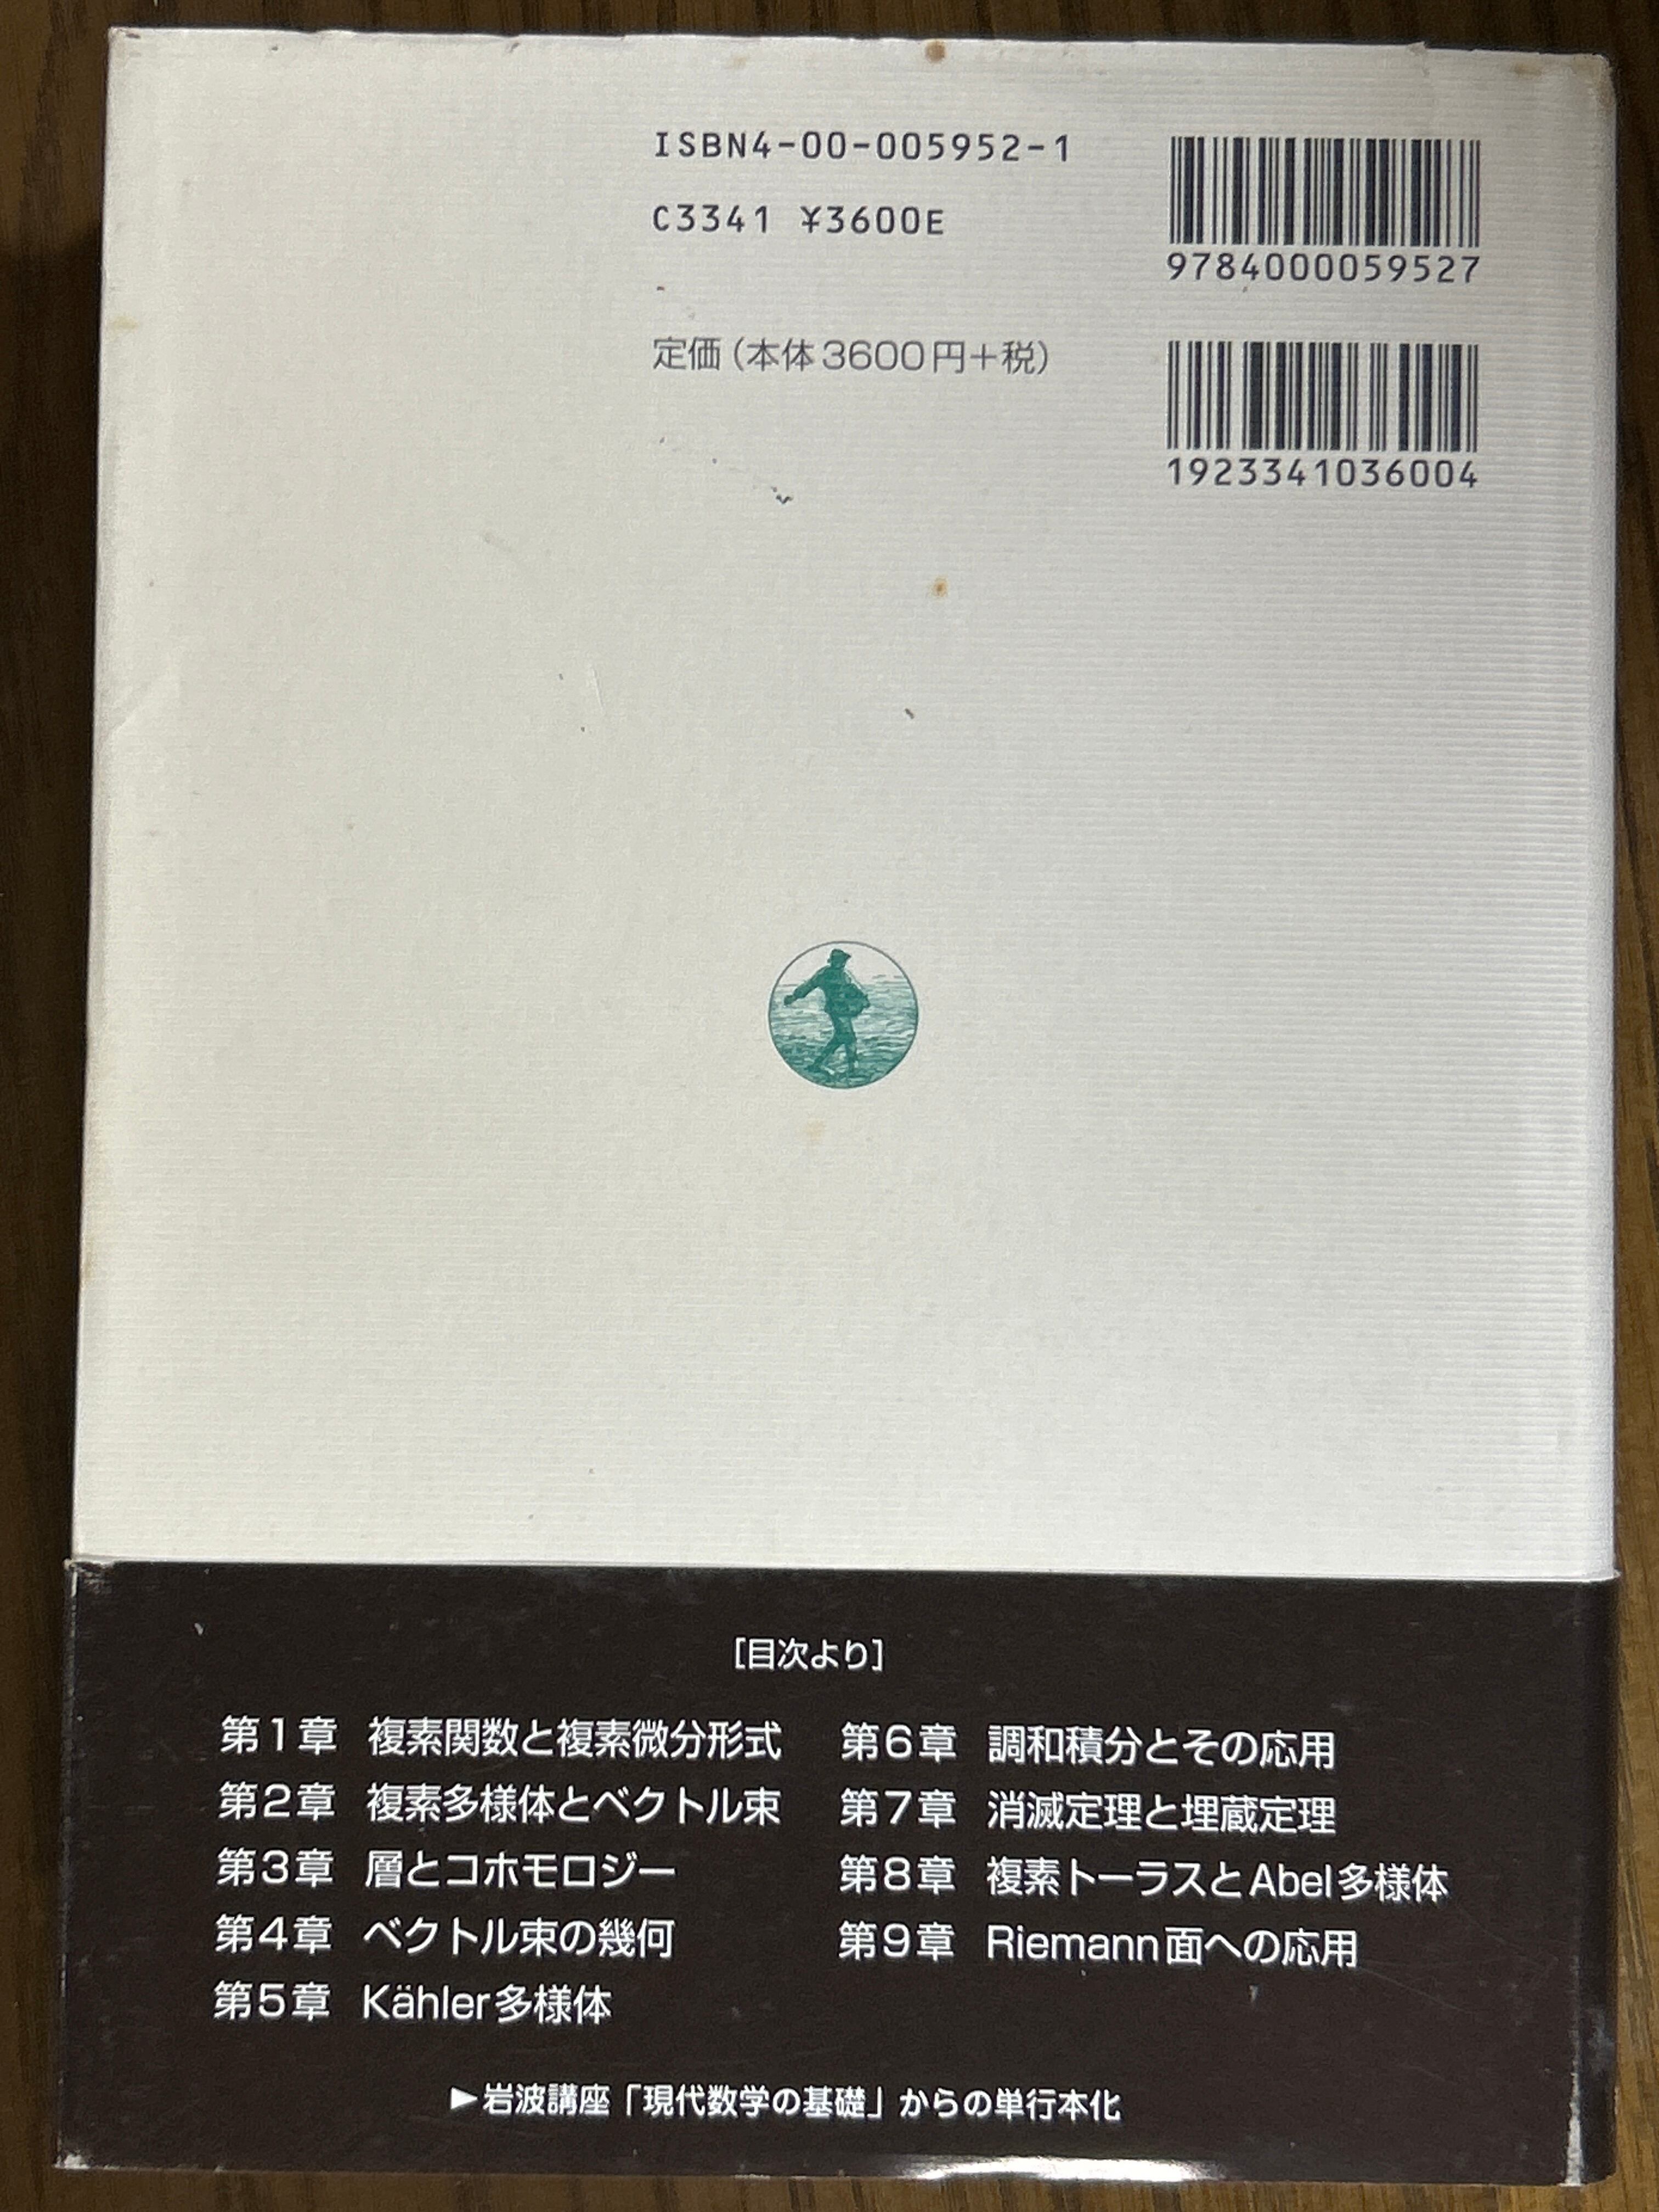 ISBN4-00-005952-1
C3341 ¥3600E
9784000059527
定価（本体3600円＋税）
1923341036004
［目次より］
第1章 複素関数と複素微分形式
第2章 複素多様体とベクトル束
第3章 層とコホモロジー
第4章 ベクトル束の幾何
第5章 Kähler多様体
第6章 調和積分とその応用
第7章 消滅定理と埋蔵定理
第8章 複素トーラスとAbel多様体
第9章 Riemann面への応用
▶岩波講座「現代数学の基礎」からの単行本化